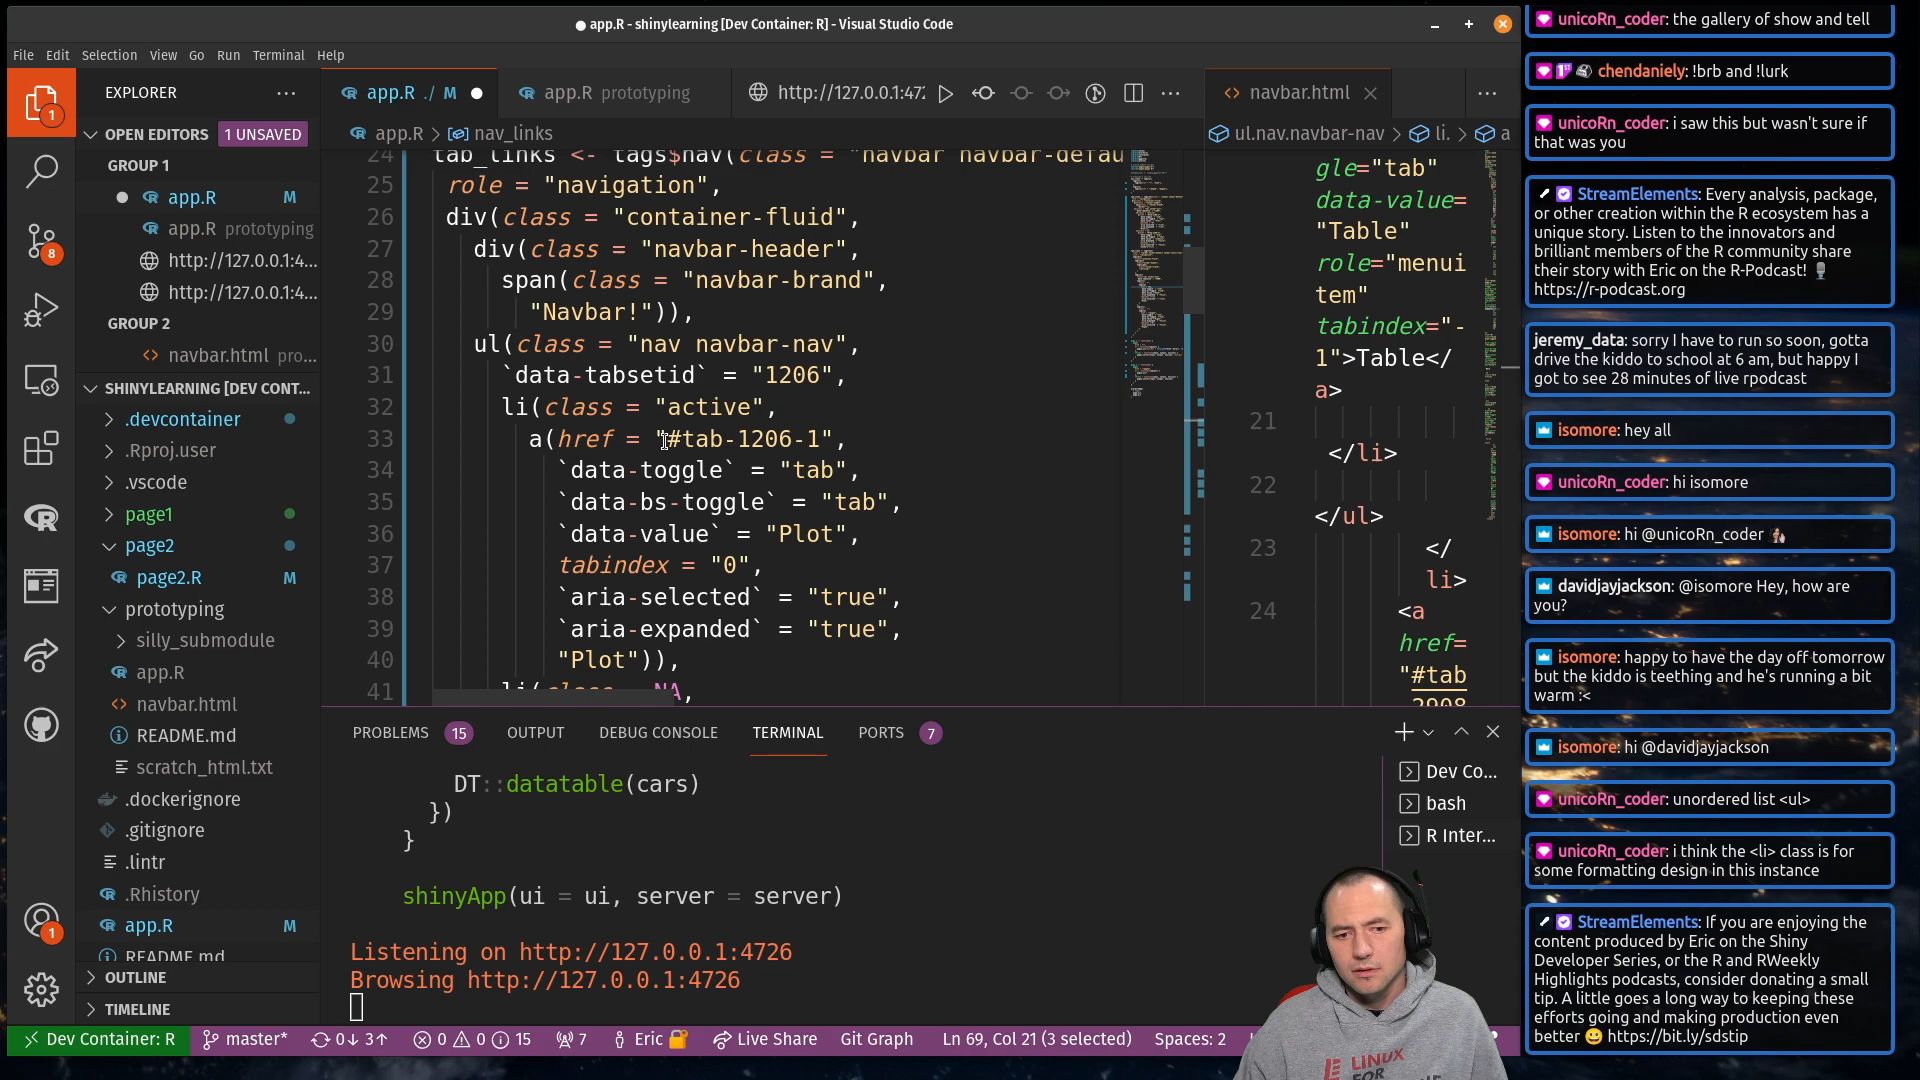 app.R - shinylearning [Dev Container: R] - Visual Studio Code
File Edit Selection View Go Run Terminal Help
EXPLORER
OPEN EDITORS 1 UNSAVED
GROUP 1
app.R M
app.R prototyping
http://127.0.0.1:4...
http://127.0.0.1:4...
GROUP 2
navbar.html pro...
SHINYLEARNING [DEV CONT...
.devcontainer
.Rproj.user
.vscode
page1
page2
page2.R M
prototyping
silly_submodule
app.R
navbar.html
README.md
scratch_html.txt
.dockerignore
.gitignore
.lintr
.Rhistory
app.R M
README.md
OUTLINE
TIMELINE
1
8
1
app.R ./ M
app.R prototyping
http://127.0.0.1:472
app.R > nav_links
24 tab_links <- tags$nav(class = "navbar navbar-defau
25 role = "navigation",
26 div(class = "container-fluid",
27 div(class = "navbar-header",
28 span(class = "navbar-brand",
29 "Navbar!")),
30 ul(class = "nav navbar-nav",
31 `data-tabsetid` = "1206",
32 li(class = "active",
33 a(href = "#tab-1206-1",
34 `data-toggle` = "tab",
35 `data-bs-toggle` = "tab",
36 `data-value` = "Plot",
37 tabindex = "0",
38 `aria-selected` = "true",
39 `aria-expanded` = "true",
40 "Plot")),
41 li(class = NA,
navbar.html
ul.nav.navbar-nav > li. > a
gle="tab"
data-value=
"Table"
role="menui
tem"
tabindex="-
1">Table</
a>
21
</li>
22
</ul>
23 </
li>
24 <a
href=
"#tab
2908
PROBLEMS 15 OUTPUT DEBUG CONSOLE TERMINAL PORTS 7
DT::datatable(cars)
})
}
shinyApp(ui = ui, server = server)
Listening on http://127.0.0.1:4726
Browsing http://127.0.0.1:4726
Dev Co...
bash
R Inter...
Dev Container: R master* 0↓ 3↑ 0 0 15 7 Eric Live Share Git Graph Ln 69, Col 21 (3 selected) Spaces: 2
LINUX
FOR
unicoRn_coder: the gallery of show and tell
chendaniely: !brb and !lurk
unicoRn_coder: i saw this but wasn't sure if
that was you
StreamElements: Every analysis, package,
or other creation within the R ecosystem has a
unique story. Listen to the innovators and
brilliant members of the R community share
their story with Eric on the R-Podcast! 🎙️
https://r-podcast.org
jeremy_data: sorry I have to run so soon, gotta
drive the kiddo to school at 6 am, but happy I
got to see 28 minutes of live rpodcast
isomore: hey all
unicoRn_coder: hi isomore
isomore: hi @unicoRn_coder
davidjayjackson: @isomore Hey, how are
you?
isomore: happy to have the day off tomorrow
but the kiddo is teething and he's running a bit
warm :<
isomore: hi @davidjayjackson
unicoRn_coder: unordered list <ul>
unicoRn_coder: i think the <li> class is for
some formatting design in this instance
StreamElements: If you are enjoying the
content produced by Eric on the Shiny
Developer Series, or the R and RWeekly
Highlights podcasts, consider donating a small
tip. A little goes a long way to keeping these
efforts going and making production even
better 😀 https://bit.ly/sdstip